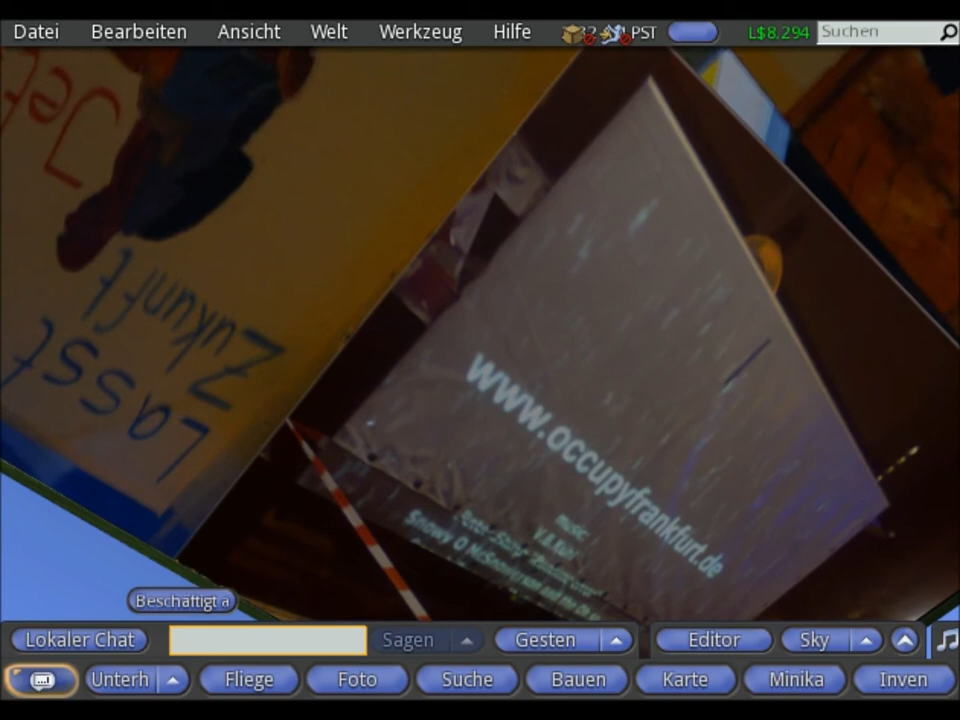 Datei Bearbeiten Ansicht Welt Werkzeug Hilfe PST L$8.294 Suchen
Lasst
Zukunft
www.occupyfrankfurt.de
music:
Beschäftigt a
Lokaler Chat Sagen Gesten Editor Sky
Unterh Fliege Foto Suche Bauen Karte Minika Inven